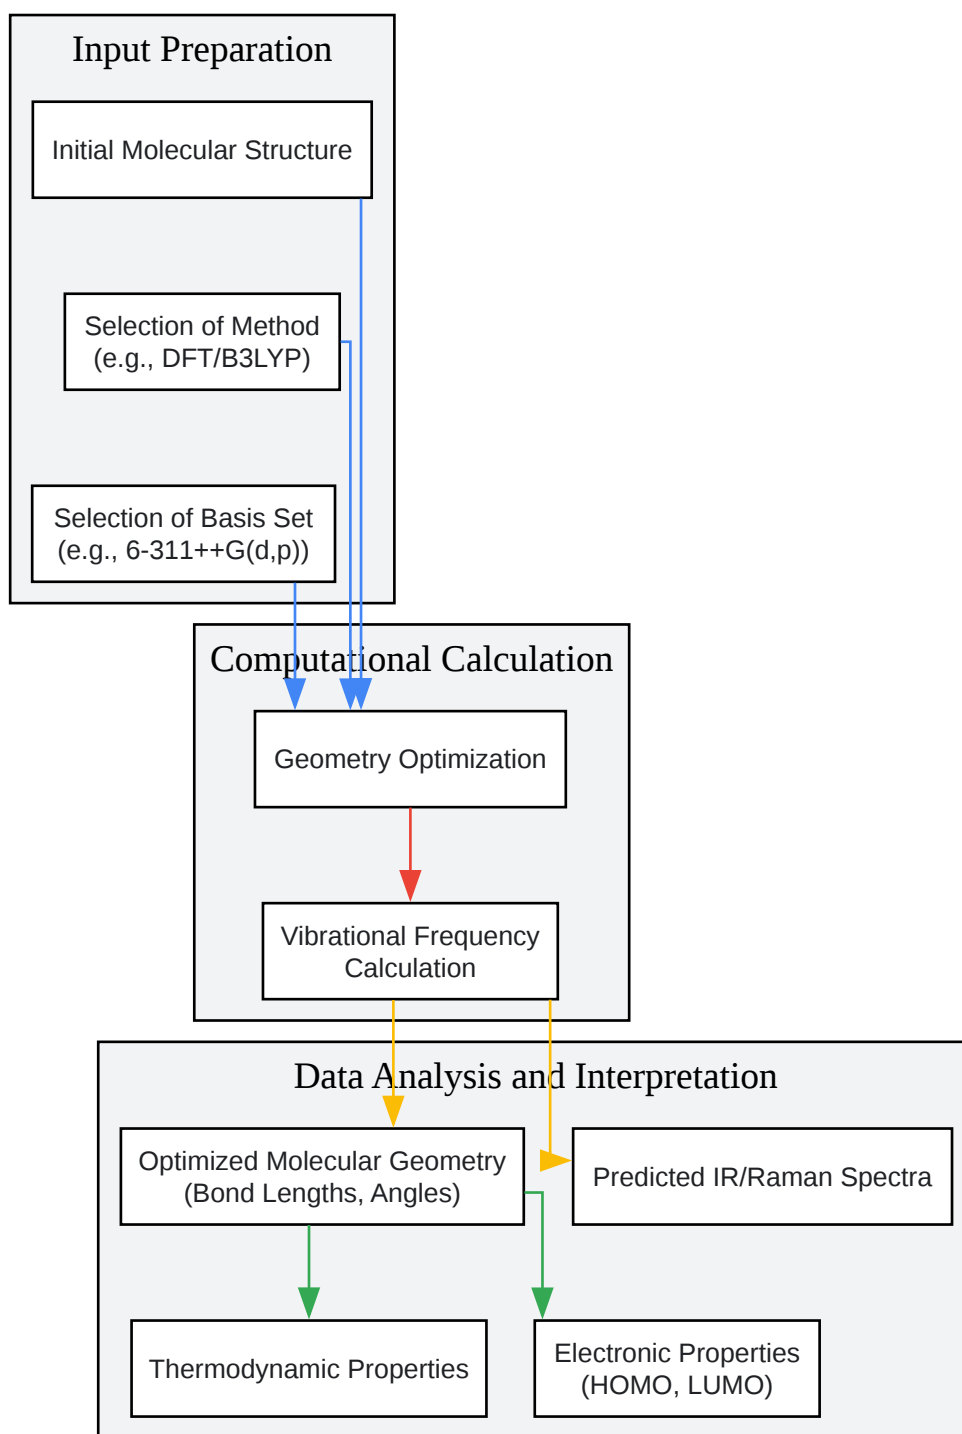 Input Preparation
Initial Molecular Structure
Selection of Method
(e.g., DFT/B3LYP)
Selection of Basis Set
(e.g., 6-311++G(d,p))
Computational Calculation
Geometry Optimization
Vibrational Frequency
Calculation
Data Analysis and Interpretation
Optimized Molecular Geometry
(Bond Lengths, Angles)
Predicted IR/Raman Spectra
Thermodynamic Properties
Electronic Properties
(HOMO, LUMO)